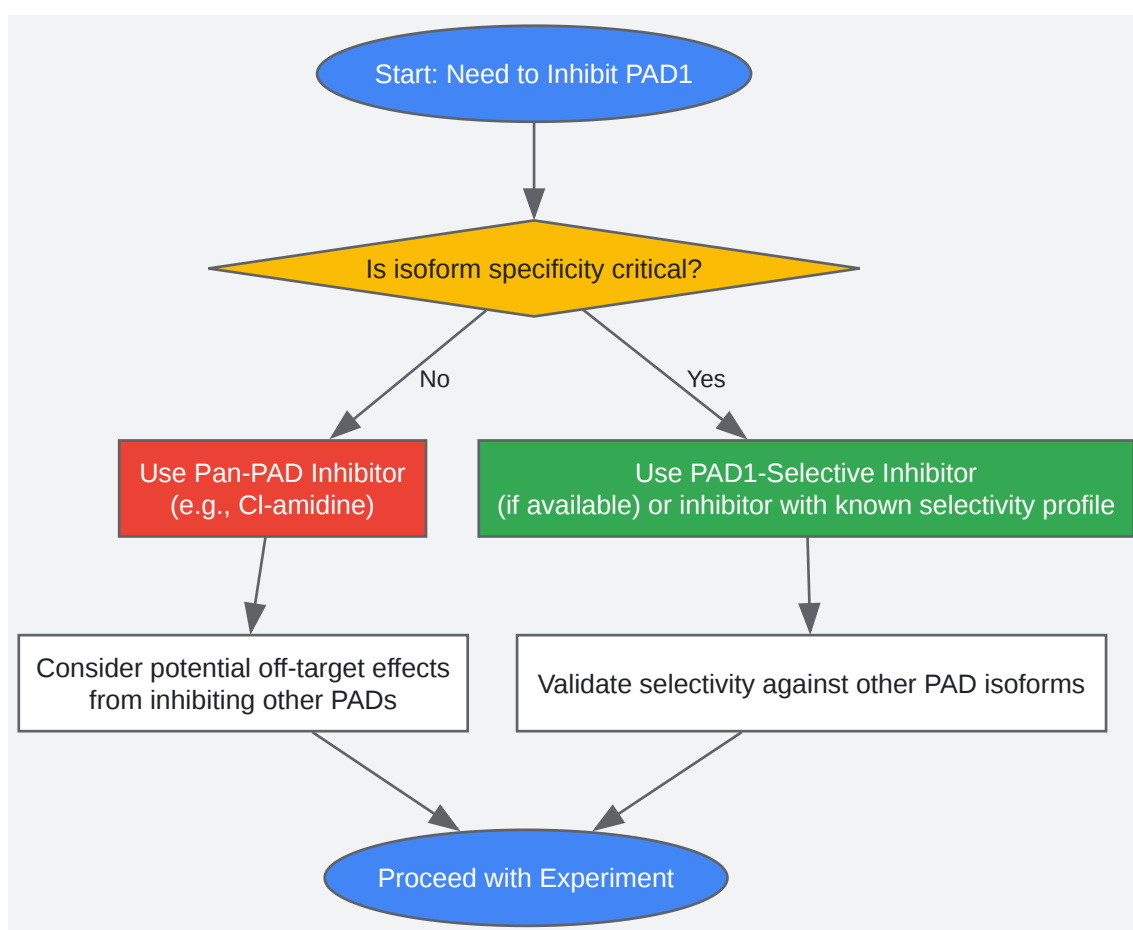 Start: Need to Inhibit PAD1
Is isoform specificity critical?
No
Yes
Use Pan-PAD Inhibitor
(e.g., Cl-amidine)
Use PAD1-Selective Inhibitor
(if available) or inhibitor with known selectivity profile
Consider potential off-target effects
from inhibiting other PADs
Validate selectivity against other PAD isoforms
Proceed with Experiment